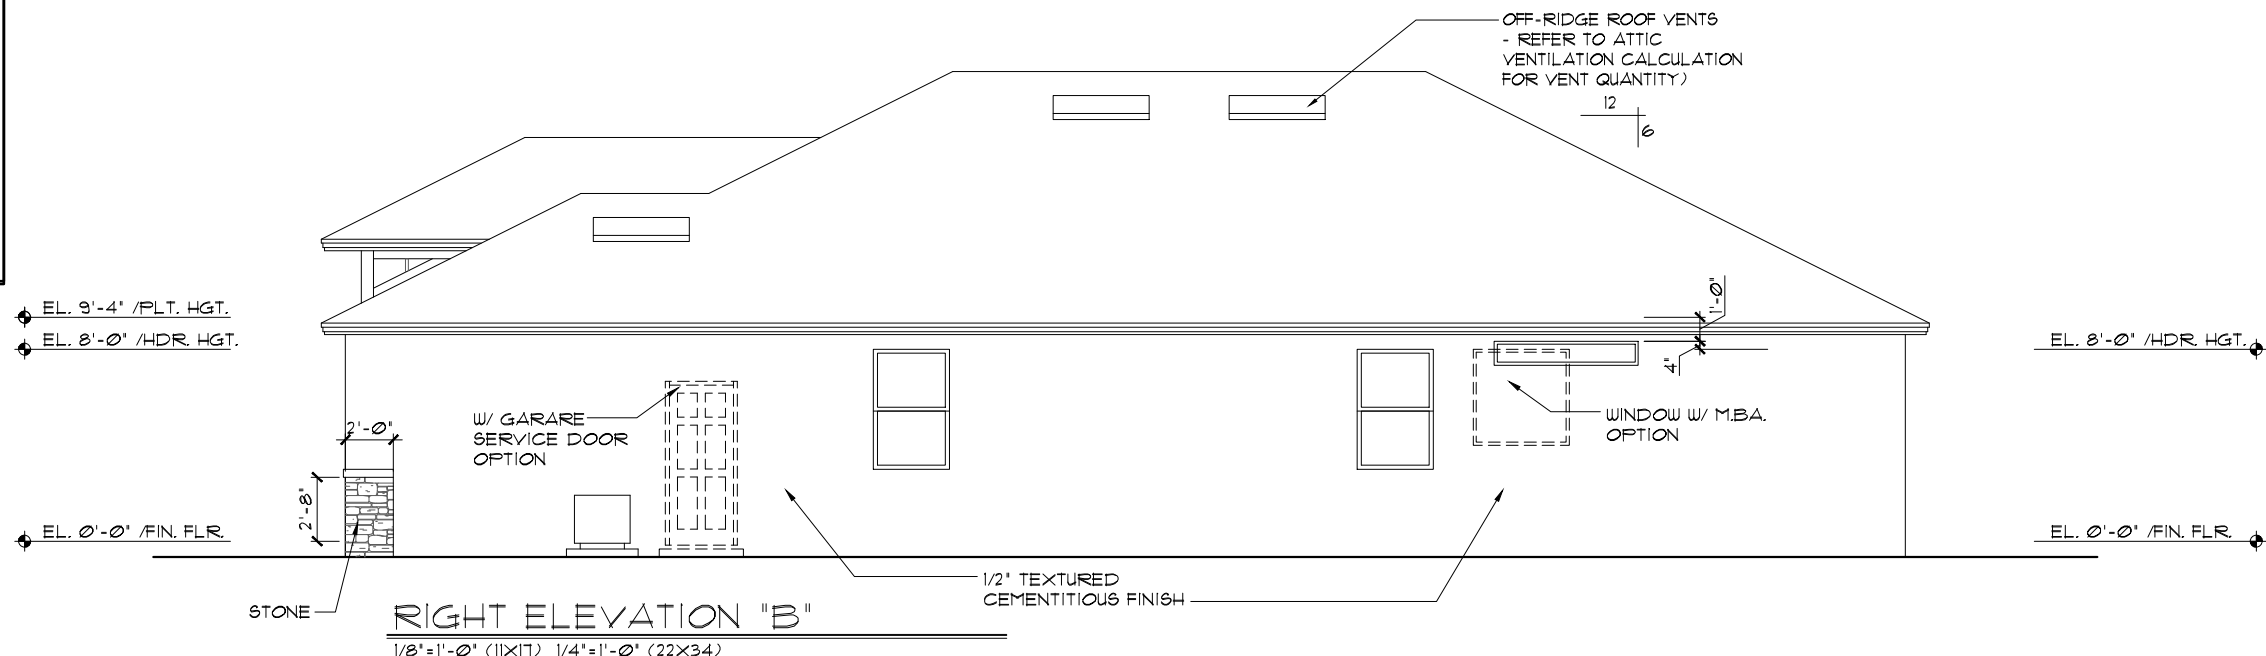 OFF-RIDGE ROOF VENTS
- REFER TO ATTIC
VENTILATION CALCULATION
FOR VENT QUANTITY)
12
6
EL. 9'-4" /PLT. HGT.
EL. 8'-0" /HDR. HGT.
1'-0"
4"
EL. 8'-0" /HDR. HGT.
W/ GARARE
SERVICE DOOR
OPTION
WINDOW W/ M.BA.
OPTION
2'-0"
2'-8"
EL. 0'-0" /FIN. FLR.
EL. 0'-0" /FIN. FLR.
1/2" TEXTURED
CEMENTITIOUS FINISH
STONE
RIGHT ELEVATION "B"
1/8"=1'-0" (11X17) 1/4"=1'-0" (22X34)